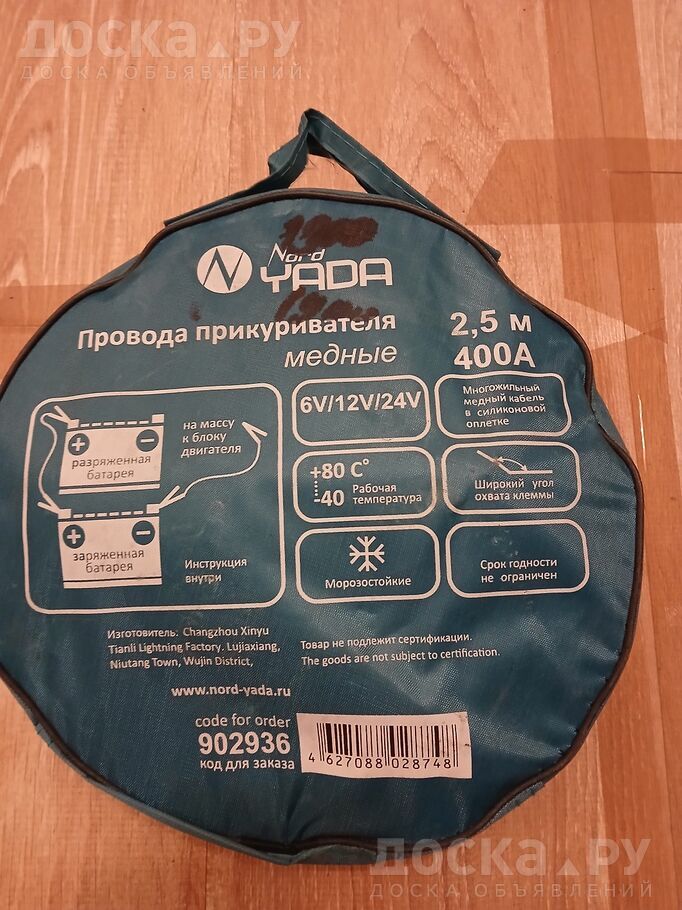 ДОСКА.РУ
ДОСКА ОБЪЯВЛЕНИЙ
Nord
YADA
Провода прикуривателя
медные
2,5 м
400А
на массу
к блоку
двигателя
+ −
разряженная
батарея
+ −
заряженная
батарея
Инструкция
внутри
6V/12V/24V
Многожильный
медный кабель
в силиконовой
оплетке
+80 C°
-40
Рабочая
температура
Широкий угол
охвата клеммы
Морозостойкие
Срок годности
не ограничен
Изготовитель: Changzhou Xinyu
Tianli Lightning Factory. Lujiaxiang,
Niutang Town, Wujin District,
Товар не подлежит сертификации.
The goods are not subject to certification.
www.nord-yada.ru
code for order
902936
код для заказа
4 627088 028748
ДОСКА.РУ
ДОСКА ОБЪЯВЛЕНИЙ